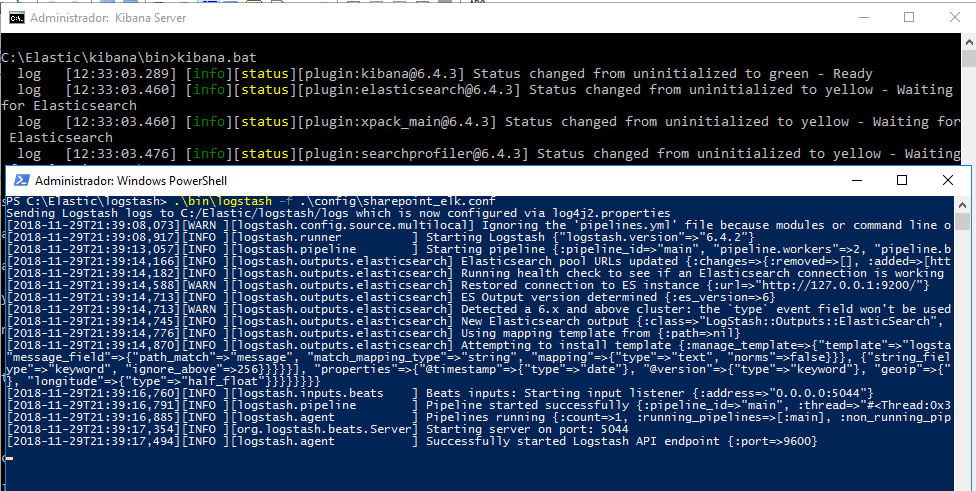 Administrador: Kibana Server
C:\Elastic\kibana\bin>kibana.bat
log [12:33:03.289] [info][status][plugin:kibana@6.4.3] Status changed from uninitialized to green - Ready
log [12:33:03.460] [info][status][plugin:elasticsearch@6.4.3] Status changed from uninitialized to yellow - Waiting
for Elasticsearch
log [12:33:03.460] [info][status][plugin:xpack_main@6.4.3] Status changed from uninitialized to yellow - Waiting for
Elasticsearch
log [12:33:03.476] [info][status][plugin:searchprofiler@6.4.3] Status changed from uninitialized to yellow - Waiting
Administrador: Windows PowerShell
PS C:\Elastic\logstash> .\bin\logstash -f .\config\sharepoint_elk.conf
Sending Logstash logs to C:/Elastic/logstash/logs which is now configured via log4j2.properties
[2018-11-29T21:39:08,073][WARN ][logstash.config.source.multilocal] Ignoring the 'pipelines.yml' file because modules or command line o
[2018-11-29T21:39:08,917][INFO ][logstash.runner ] Starting Logstash {"logstash.version"=>"6.4.2"}
[2018-11-29T21:39:13,057][INFO ][logstash.pipeline ] Starting pipeline {:pipeline_id=>"main", "pipeline.workers"=>2, "pipeline.b
[2018-11-29T21:39:14,166][INFO ][logstash.outputs.elasticsearch] Elasticsearch pool URLs updated {:changes=>{:removed=>[], :added=>[htt
[2018-11-29T21:39:14,182][INFO ][logstash.outputs.elasticsearch] Running health check to see if an Elasticsearch connection is working
[2018-11-29T21:39:14,588][WARN ][logstash.outputs.elasticsearch] Restored connection to ES instance {:url=>"http://127.0.0.1:9200/"}
[2018-11-29T21:39:14,713][INFO ][logstash.outputs.elasticsearch] ES Output version determined {:es_version=>6}
[2018-11-29T21:39:14,713][WARN ][logstash.outputs.elasticsearch] Detected a 6.x and above cluster: the `type` event field won't be used
[2018-11-29T21:39:14,745][INFO ][logstash.outputs.elasticsearch] New Elasticsearch output {:class=>"LogStash::Outputs::ElasticSearch",
[2018-11-29T21:39:14,776][INFO ][logstash.outputs.elasticsearch] Using mapping template from {:path=>nil}
[2018-11-29T21:39:14,870][INFO ][logstash.outputs.elasticsearch] Attempting to install template {:manage_template=>{"template"=>"logsta
"message_field"=>{"path_match"=>"message", "match_mapping_type"=>"string", "mapping"=>{"type"=>"text", "norms"=>false}}}, {"string_fiel
ype"=>"keyword", "ignore_above"=>256}}}}}], "properties"=>{"@timestamp"=>{"type"=>"date"}, "@version"=>{"type"=>"keyword"}, "geoip"=>{"
}, "longitude"=>{"type"=>"half_float"}}}}}}}}
[2018-11-29T21:39:16,760][INFO ][logstash.inputs.beats ] Beats inputs: Starting input listener {:address=>"0.0.0.0:5044"}
[2018-11-29T21:39:16,791][INFO ][logstash.pipeline ] Pipeline started successfully {:pipeline_id=>"main", :thread=>"#<Thread:0x3
[2018-11-29T21:39:16,885][INFO ][logstash.agent ] Pipelines running {:count=>1, :running_pipelines=>[:main], :non_running_pip
[2018-11-29T21:39:17,354][INFO ][org.logstash.beats.Server] Starting server on port: 5044
[2018-11-29T21:39:17,494][INFO ][logstash.agent ] Successfully started Logstash API endpoint {:port=>9600}